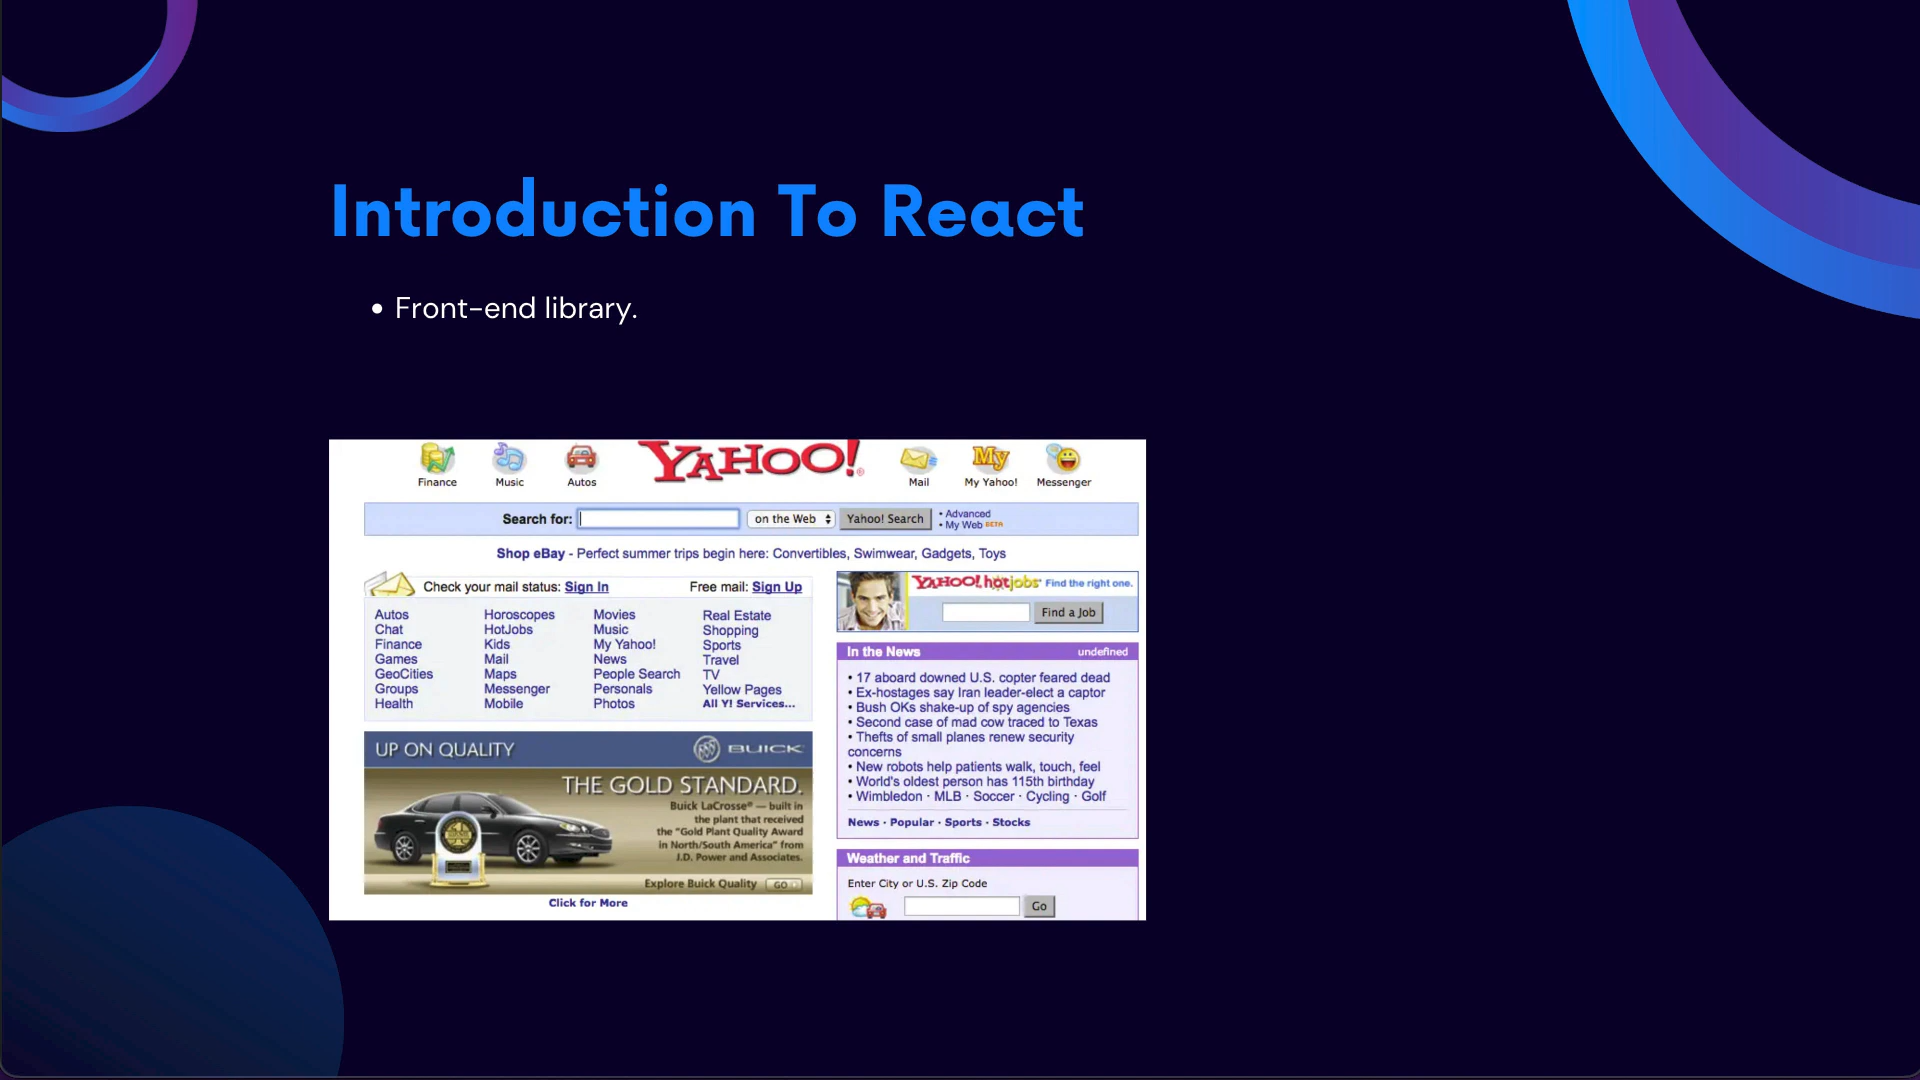 Introduction To React
• Front-end library.
Finance
Music
Autos
YAHOO!
Mail
My
My Yahoo!
Messenger
Search for:
on the Web
Yahoo! Search
• Advanced
• My Web BETA
Shop eBay - Perfect summer trips begin here: Convertibles, Swimwear, Gadgets, Toys
Check your mail status: Sign In
Free mail: Sign Up
Autos Horoscopes Movies Real Estate
Chat HotJobs Music Shopping
Finance Kids My Yahoo! Sports
Games Mail News Travel
GeoCities Maps People Search TV
Groups Messenger Personals Yellow Pages
Health Mobile Photos All Y! Services...
UP ON QUALITY
BUICK
THE GOLD STANDARD.
Buick LaCrosse® — built in
the plant that received
the "Gold Plant Quality Award
in North/South America" from
J.D. Power and Associates.
Explore Buick Quality GO
Click for More
YAHOO! hotjobs Find the right one.
Find a Job
In the News undefined
• 17 aboard downed U.S. copter feared dead
• Ex-hostages say Iran leader-elect a captor
• Bush OKs shake-up of spy agencies
• Second case of mad cow traced to Texas
• Thefts of small planes renew security
concerns
• New robots help patients walk, touch, feel
• World's oldest person has 115th birthday
• Wimbledon · MLB · Soccer · Cycling · Golf
News · Popular · Sports · Stocks
Weather and Traffic
Enter City or U.S. Zip Code
Go